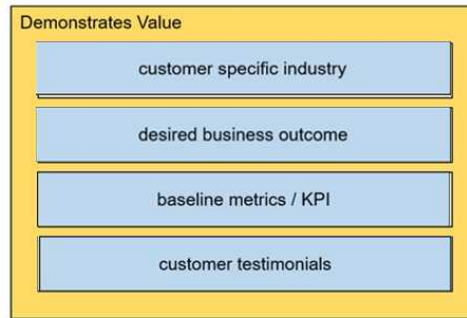 Demonstrates Value
customer specific industry
desired business outcome
baseline metrics / KPI
customer testimonials